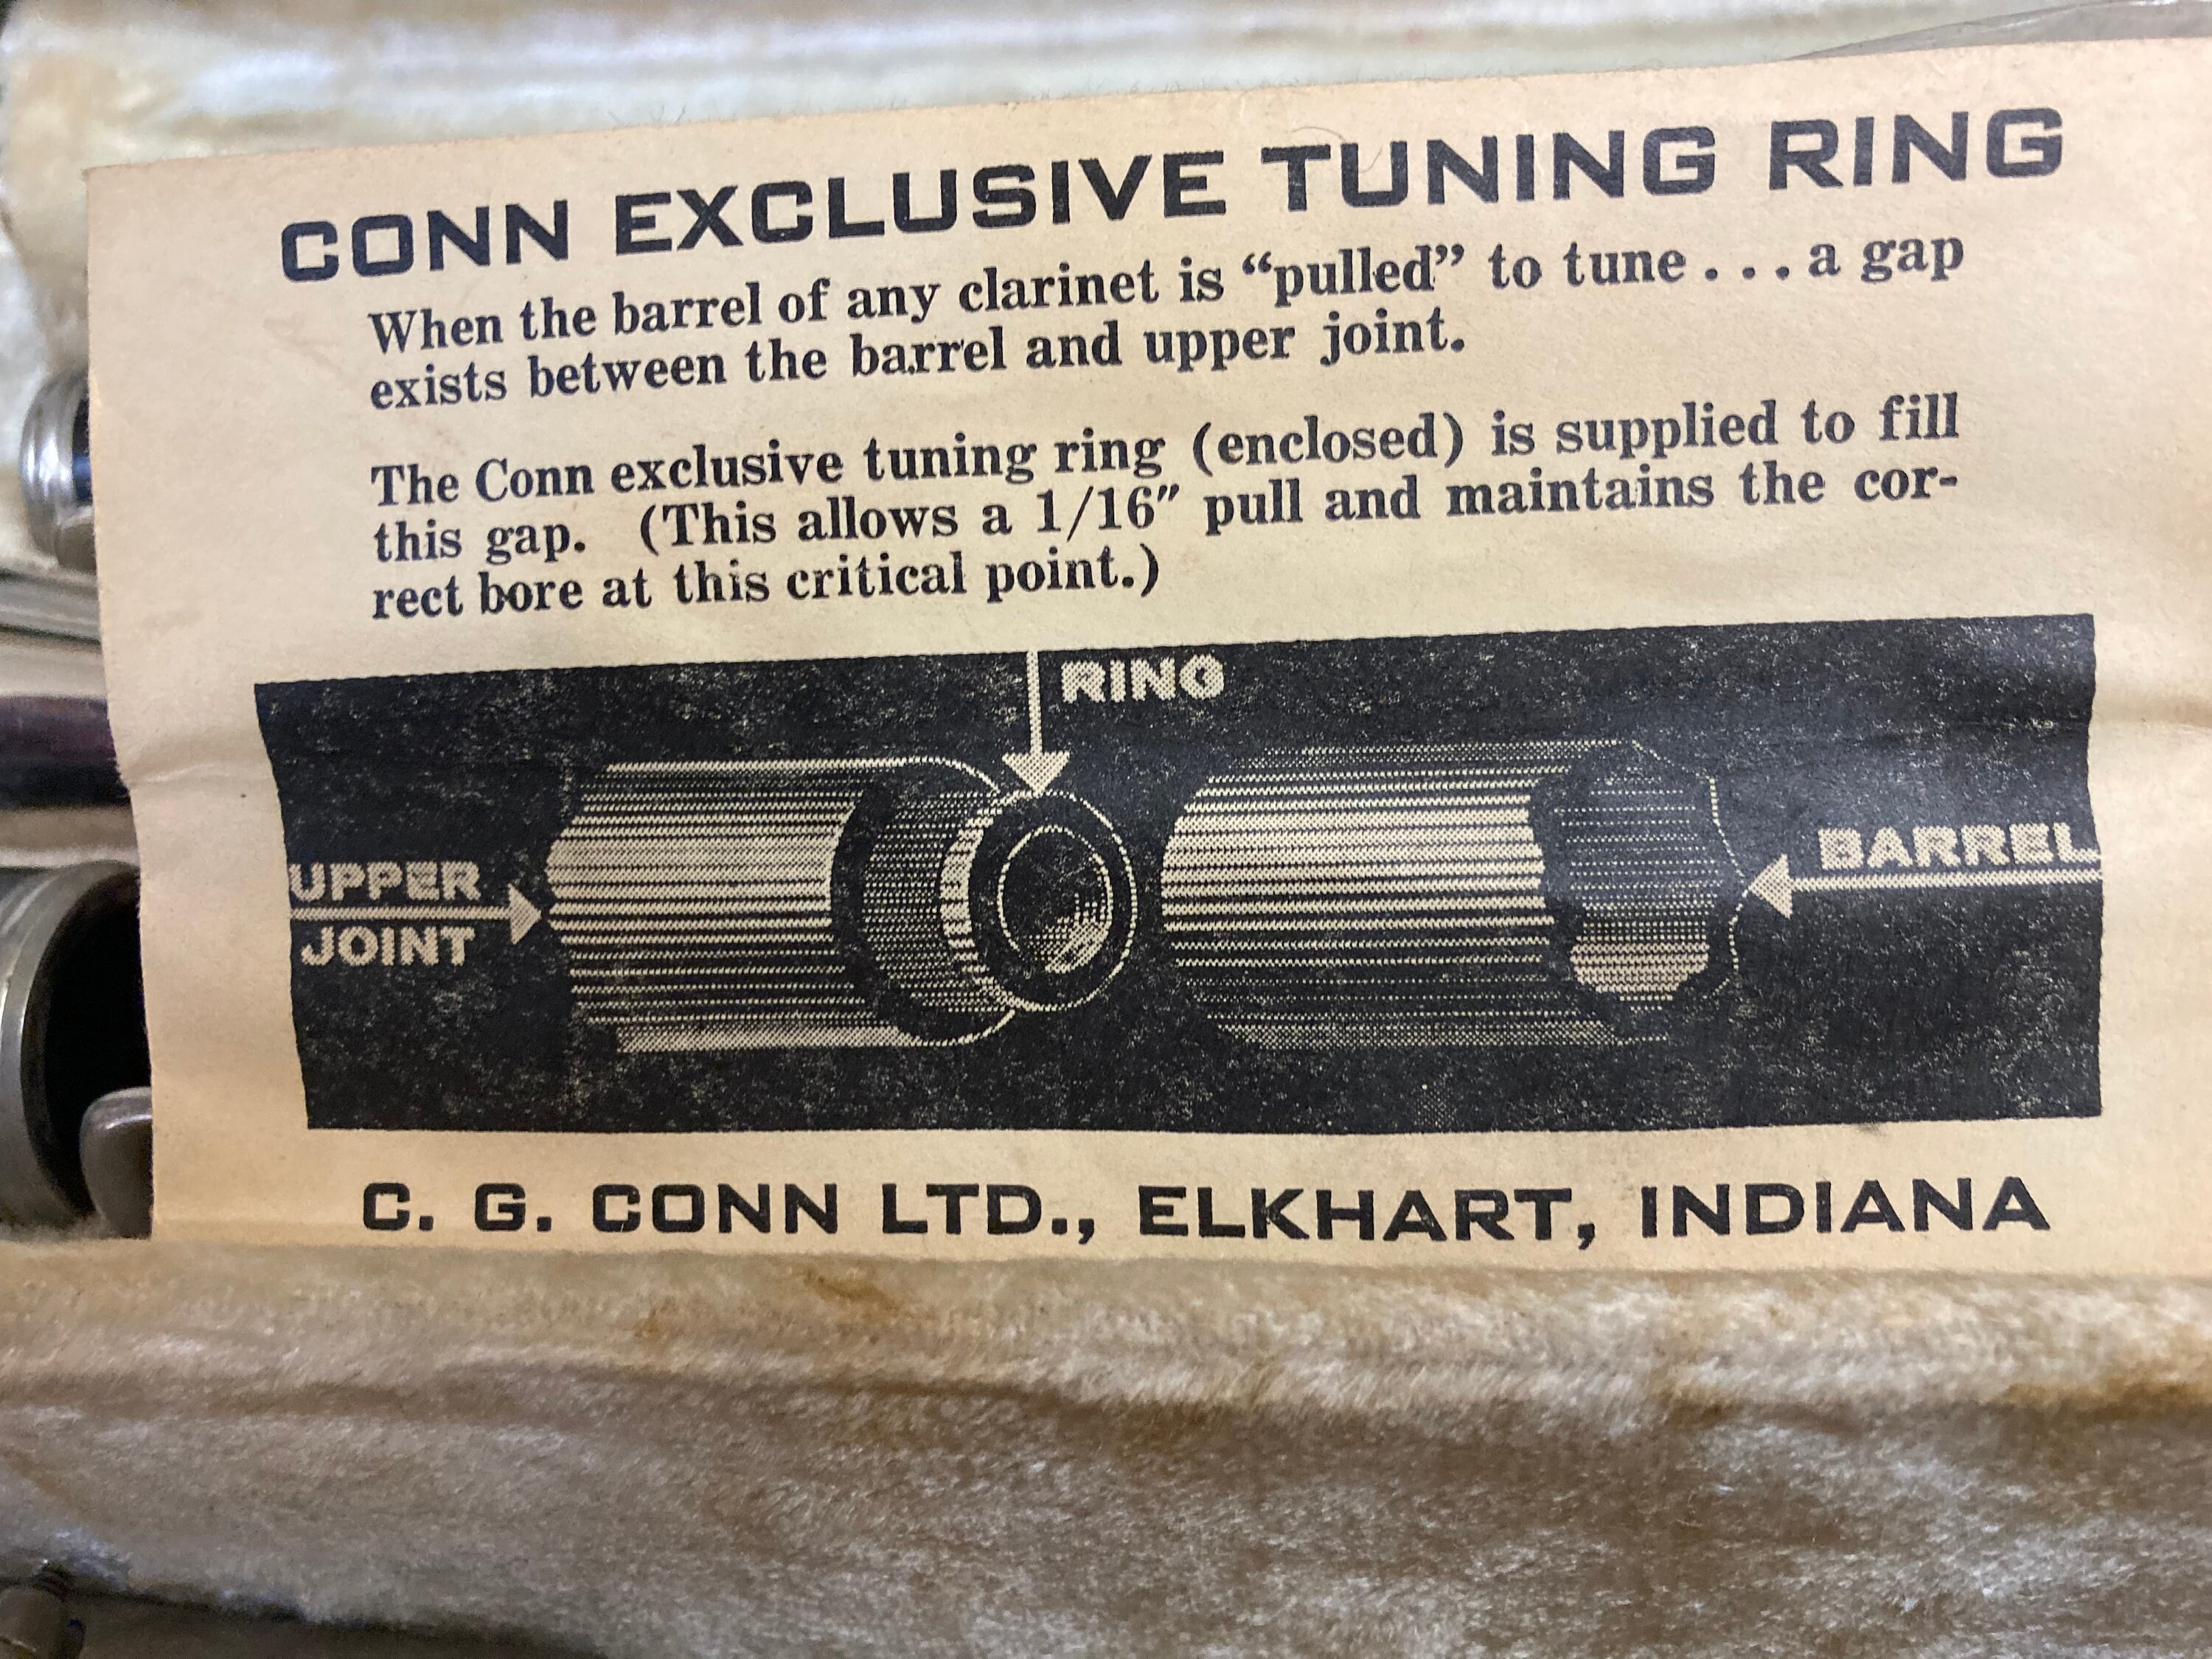 CONN EXCLUSIVE TUNING RING
When the barrel of any clarinet is “pulled” to tune . . . a gap
exists between the barrel and upper joint.
The Conn exclusive tuning ring (enclosed) is supplied to fill
this gap. (This allows a 1/16″ pull and maintains the cor-
rect bore at this critical point.)
RING
UPPER
JOINT
BARREL
C. G. CONN LTD., ELKHART, INDIANA